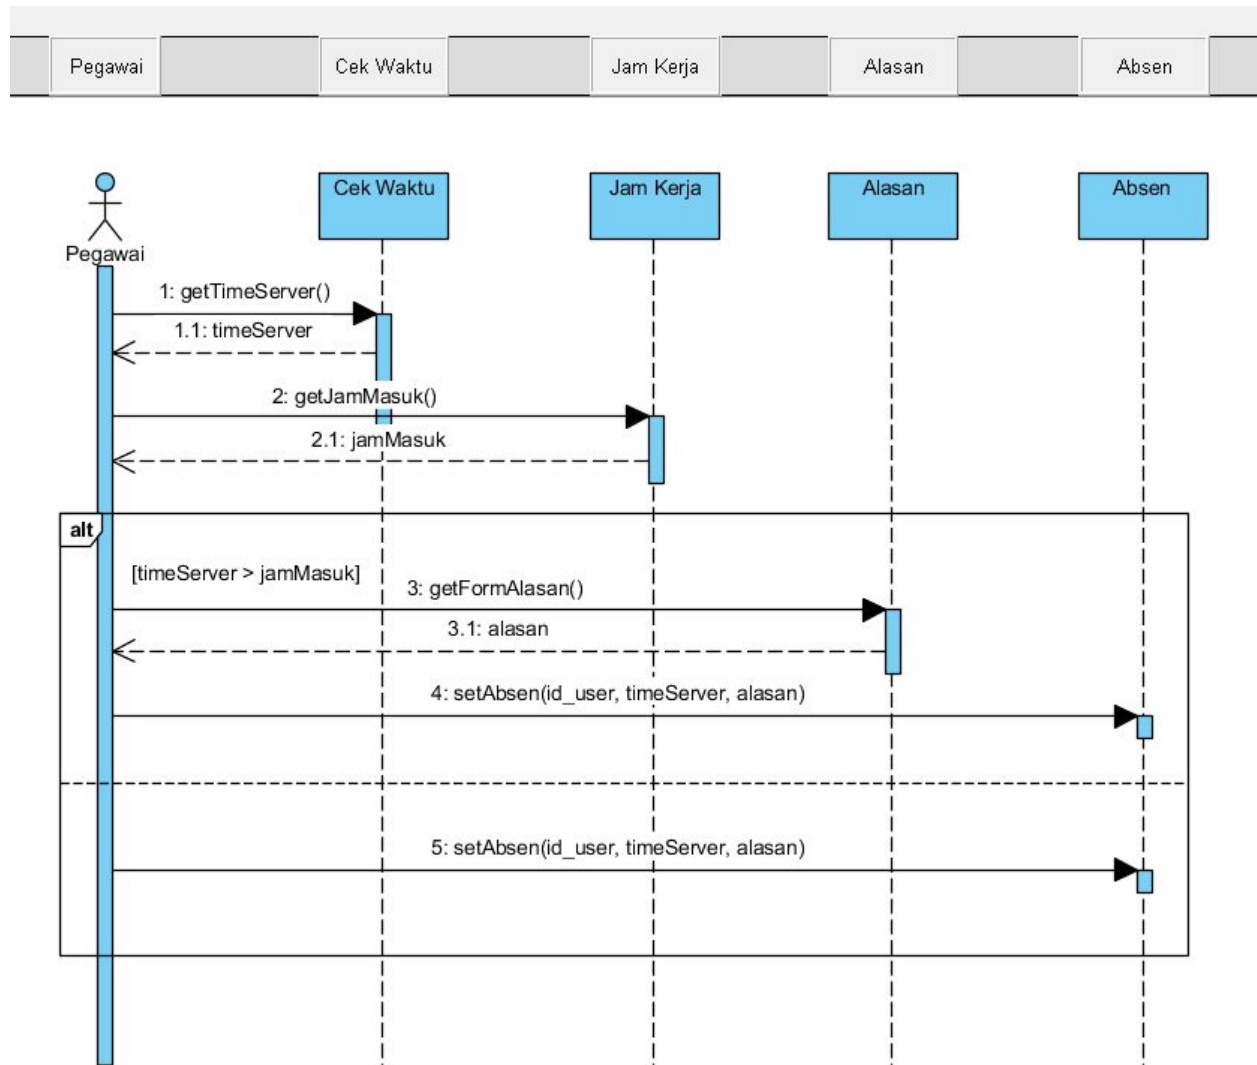 Pegawai
Cek Waktu
Jam Kerja
Alasan
Absen
Cek Waktu
Jam Kerja
Alasan
Absen
Pegawai
1: getTimeServer()
1.1: timeServer
2: getJamMasuk()
2.1: jamMasuk
alt
[timeServer > jamMasuk]
3: getFormAlasan()
3.1: alasan
4: setAbsen(id_user, timeServer, alasan)
5: setAbsen(id_user, timeServer, alasan)